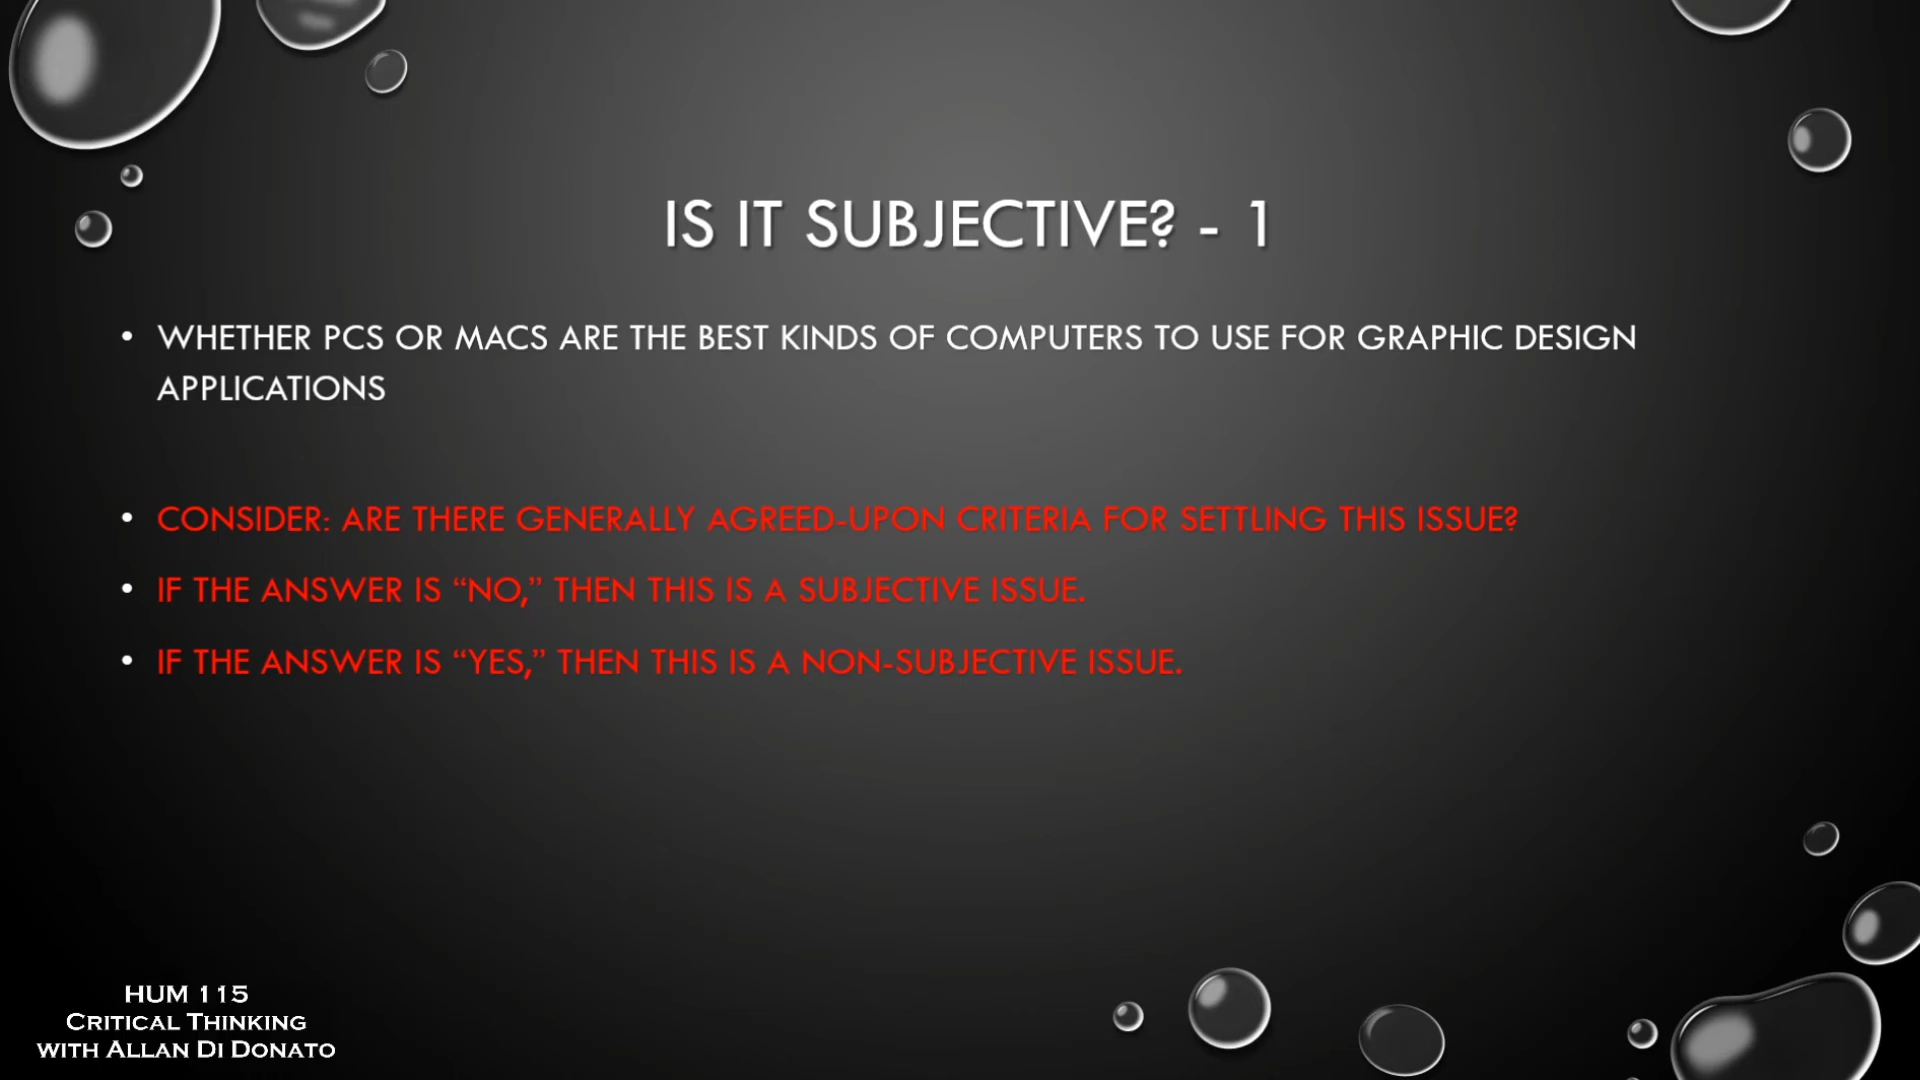 IS IT SUBJECTIVE? - 1
• WHETHER PCS OR MACS ARE THE BEST KINDS OF COMPUTERS TO USE FOR GRAPHIC DESIGN
APPLICATIONS
• CONSIDER: ARE THERE GENERALLY AGREED-UPON CRITERIA FOR SETTLING THIS ISSUE?
• IF THE ANSWER IS “NO,” THEN THIS IS A SUBJECTIVE ISSUE.
• IF THE ANSWER IS “YES,” THEN THIS IS A NON-SUBJECTIVE ISSUE.
HUM 115
CRITICAL THINKING
WITH ALLAN DI DONATO